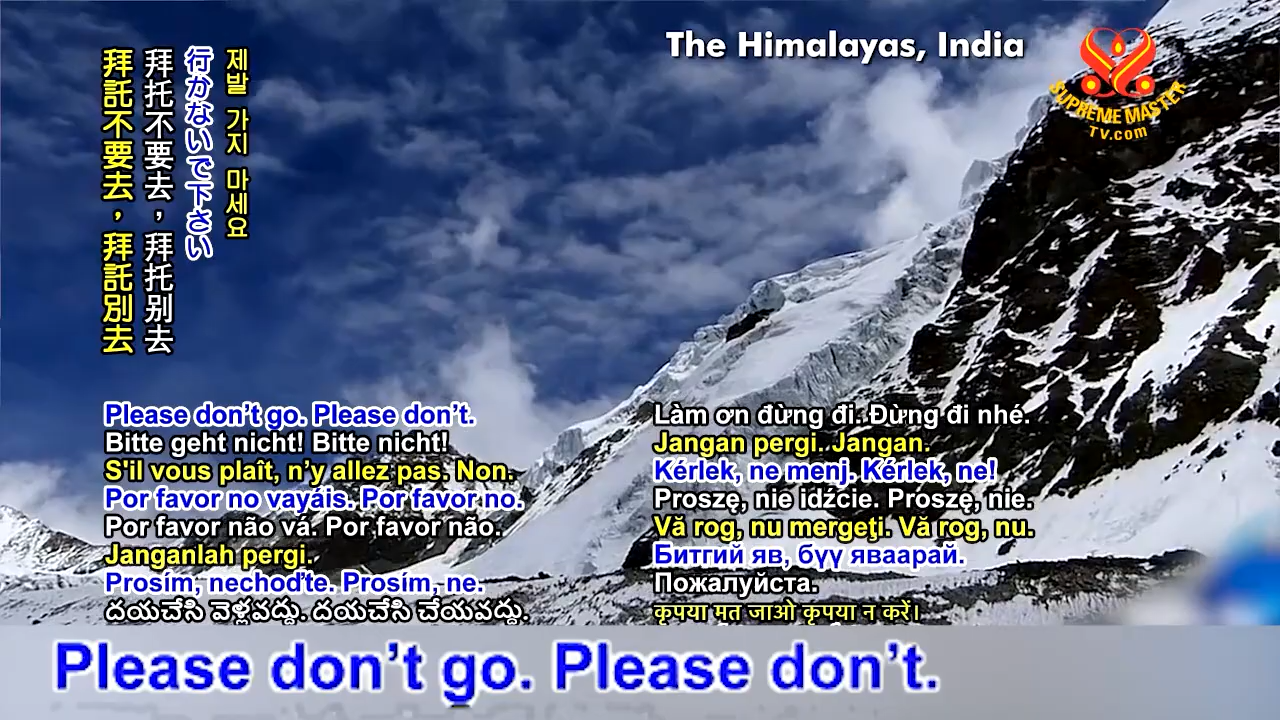 The Himalayas, India
SUPREME MASTER
TV.com
제발 가지 마세요
行かないで下さい
拜托不要去，拜托别去
拜託不要去，拜託別去
Please don't go. Please don't.
Bitte geht nicht! Bitte nicht!
S'il vous plaît, n'y allez pas. Non.
Por favor no vayáis. Por favor no.
Por favor não vá. Por favor não.
Janganlah pergi.
Prosím, nechoďte. Prosím, ne.
దయచేసి వెళ్లవద్దు. దయచేసి చేయవద్దు.
Làm ơn đừng đi. Đừng đi nhé.
Jangan pergi. Jangan.
Kérlek, ne menj. Kérlek, ne!
Proszę, nie idźcie. Proszę, nie.
Vă rog, nu mergeţi. Vă rog, nu.
Битгий яв, бүү яваарай.
Пожалуйста.
कृपया मत जाओ कृपया न करें।
Please don't go. Please don't.